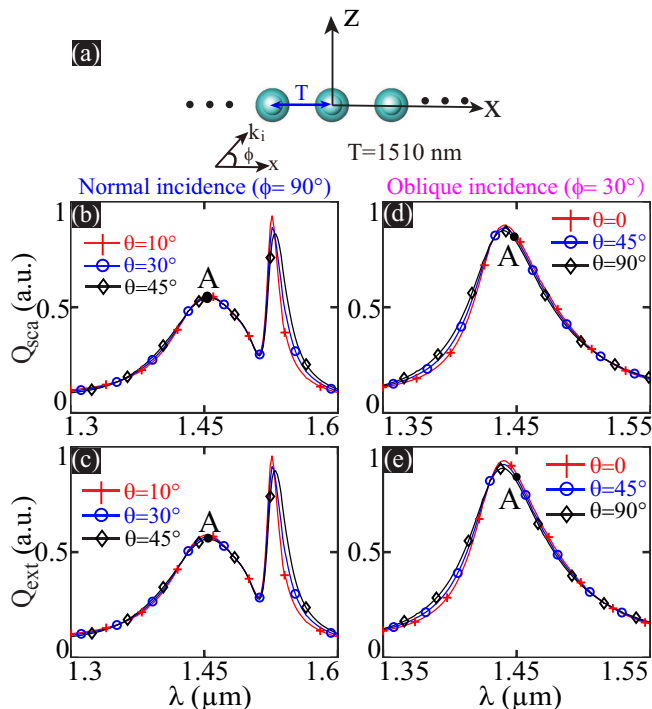 (a)
Z
T
X
k_i
ϕ
x
T=1510 nm
Normal incidence (ϕ= 90°)
Oblique incidence (ϕ= 30°)
(b)
1
0.5
0
Q_sca (a.u.)
θ=10°
θ=30°
θ=45°
A
1.3
1.45
1.6
(d)
1
0.5
0
θ=0
θ=45°
θ=90°
A
1.35
1.45
1.55
(c)
1
0.5
0
Q_ext (a.u.)
θ=10°
θ=30°
θ=45°
A
1.3
1.45
1.6
λ (μm)
(e)
1
0.5
0
θ=0
θ=45°
θ=90°
A
1.35
1.45
1.55
λ (μm)